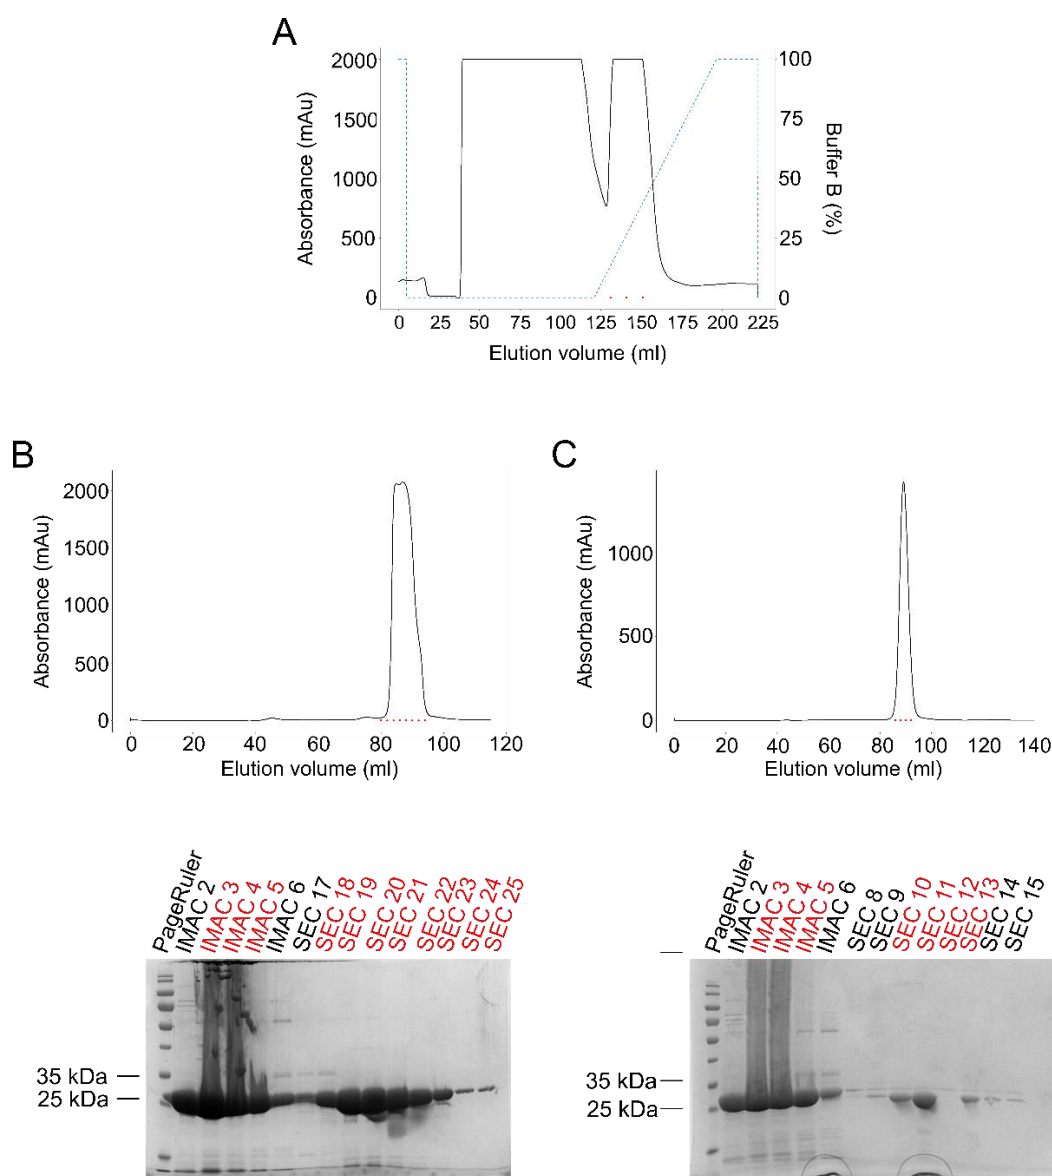 A
2000
1500
1000
500
0
Absorbance (mAu)
100
75
50
25
0
Buffer B (%)
0 25 50 75 100 125 150 175 200 225
Elution volume (ml)
B
2000
1500
1000
500
0
Absorbance (mAu)
0 20 40 60 80 100 120
Elution volume (ml)
C
1000
500
0
Absorbance (mAu)
0 20 40 60 80 100 120 140
Elution volume (ml)
PageRuler
IMAC 2
IMAC 3
IMAC 4
IMAC 5
IMAC 6
SEC 17
SEC 18
SEC 19
SEC 20
SEC 21
SEC 22
SEC 23
SEC 24
SEC 25
35 kDa
25 kDa
PageRuler
IMAC 2
IMAC 3
IMAC 4
IMAC 5
IMAC 6
SEC 8
SEC 9
SEC 10
SEC 11
SEC 12
SEC 13
SEC 14
SEC 15
35 kDa
25 kDa